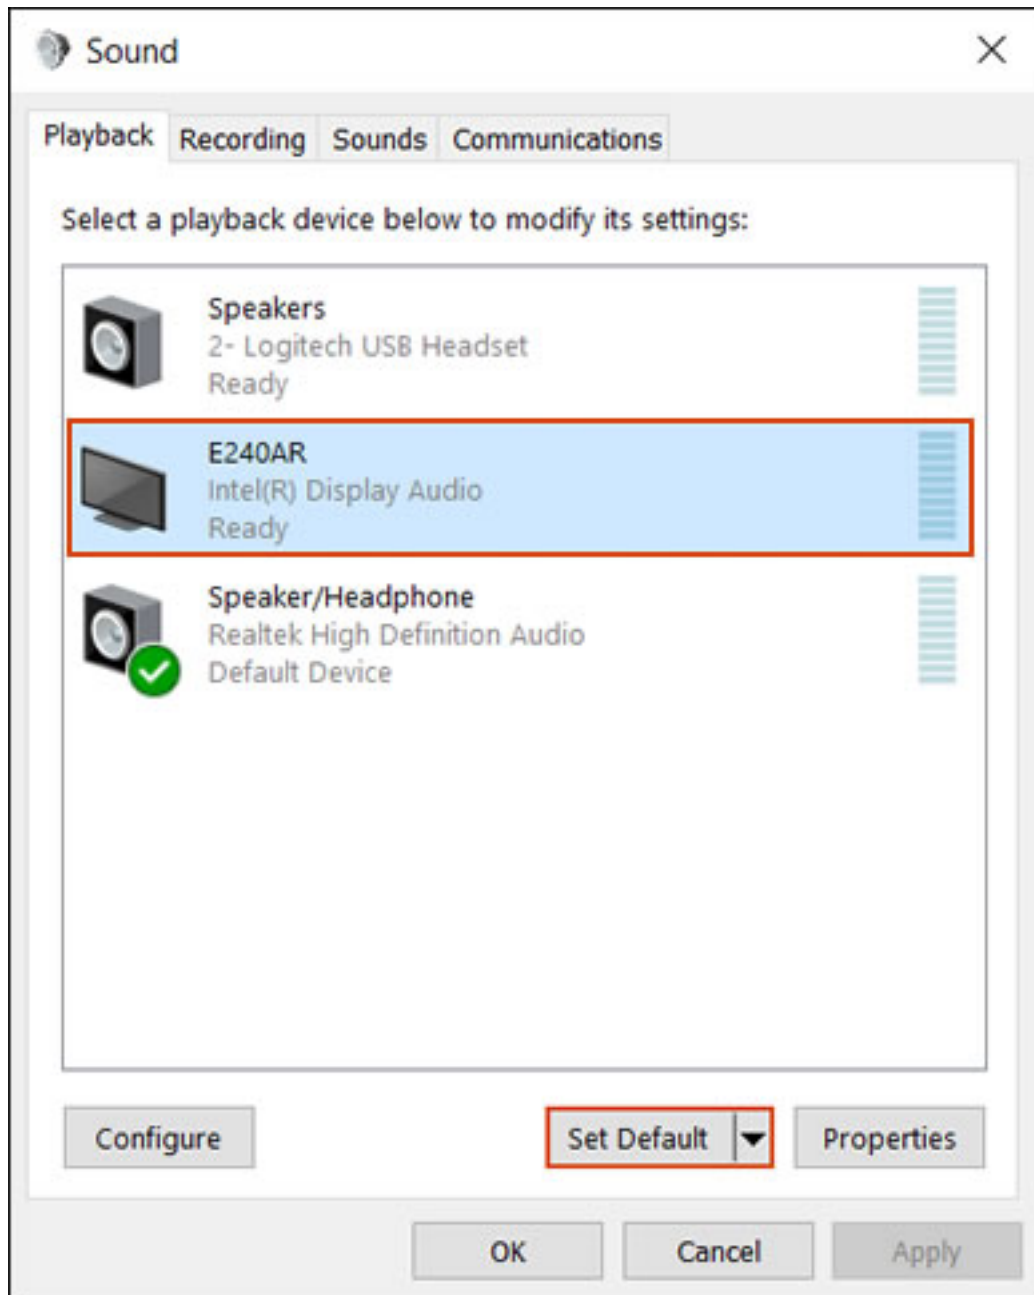 Sound
Playback Recording Sounds Communications
Select a playback device below to modify its settings:
Speakers
2- Logitech USB Headset
Ready
E240AR
Intel(R) Display Audio
Ready
Speaker/Headphone
Realtek High Definition Audio
Default Device
Configure Set Default Properties
OK Cancel Apply